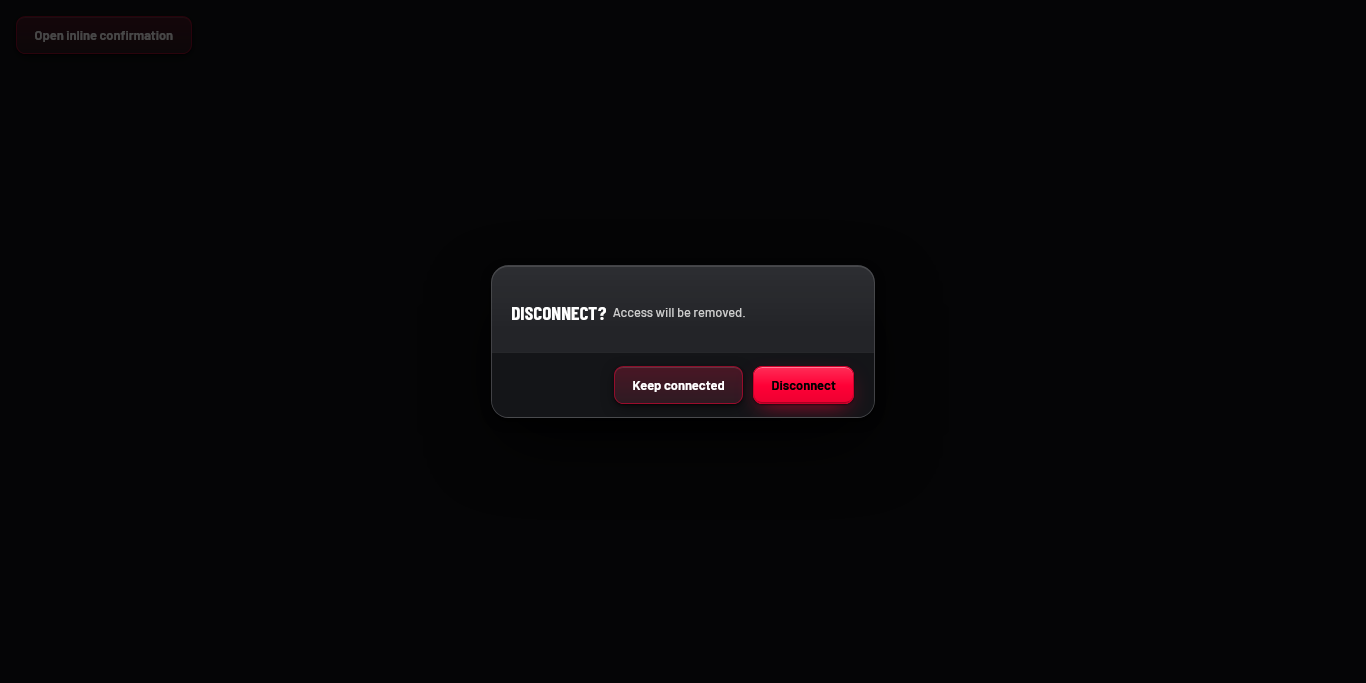 Open inline confirmation
DISCONNECT? Access will be removed.
Keep connected Disconnect